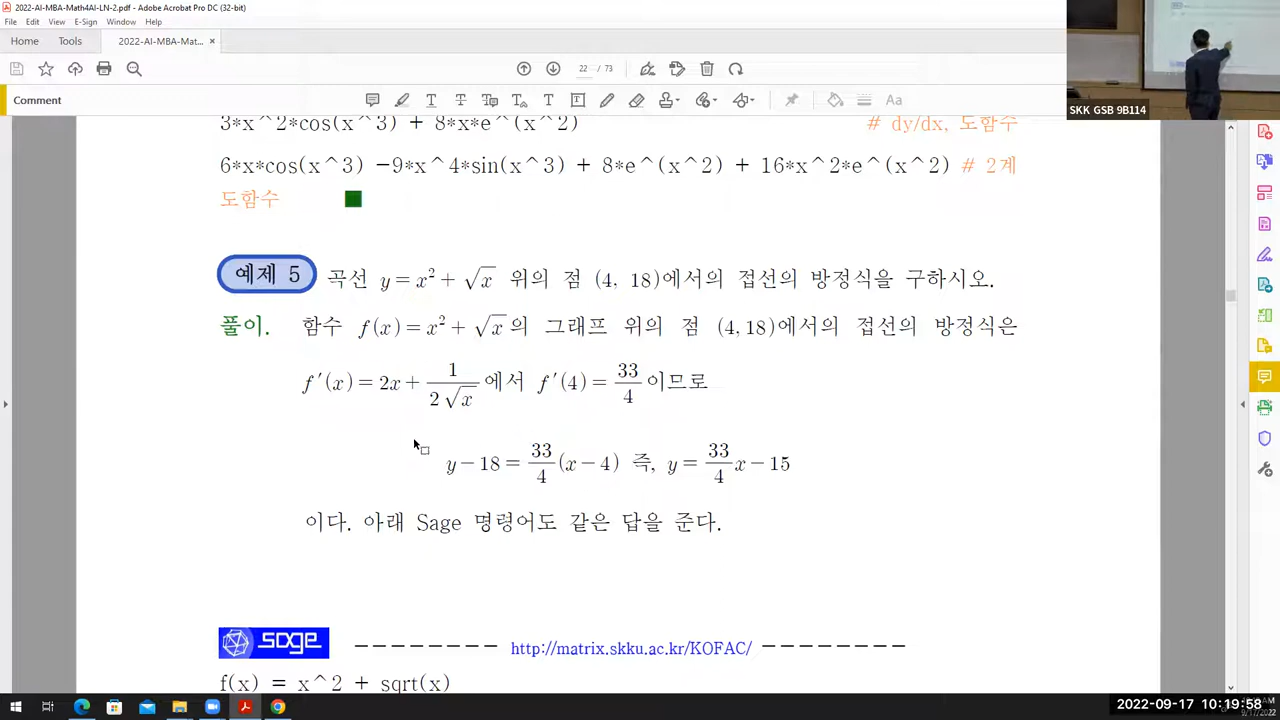 2022-AI-MBA-Math4AI-LN-2.pdf - Adobe Acrobat Pro DC (32-bit)
File Edit View E-Sign Window Help
Home Tools 2022-AI-MBA-Mat... ×
22 / 73
Comment
SKK GSB 9B114
3*x^2*cos(x^3) + 8*x*e^(x^2) # dy/dx, 도함수
6*x*cos(x^3) -9*x^4*sin(x^3) + 8*e^(x^2) + 16*x^2*e^(x^2) # 2계
도함수
예제 5 곡선 y = x² + √x 위의 점 (4, 18)에서의 접선의 방정식을 구하시오.
풀이. 함수 f(x) = x² + √x의 그래프 위의 점 (4, 18)에서의 접선의 방정식은
f′(x) = 2x + 1/(2√x) 에서 f′(4) = 33/4 이므로
y − 18 = 33/4 (x − 4) 즉, y = 33/4 x − 15
이다. 아래 Sage 명령어도 같은 답을 준다.
sage -------- http://matrix.skku.ac.kr/KOFAC/ --------
f(x) = x^2 + sqrt(x)
2022-09-17 10:19:58